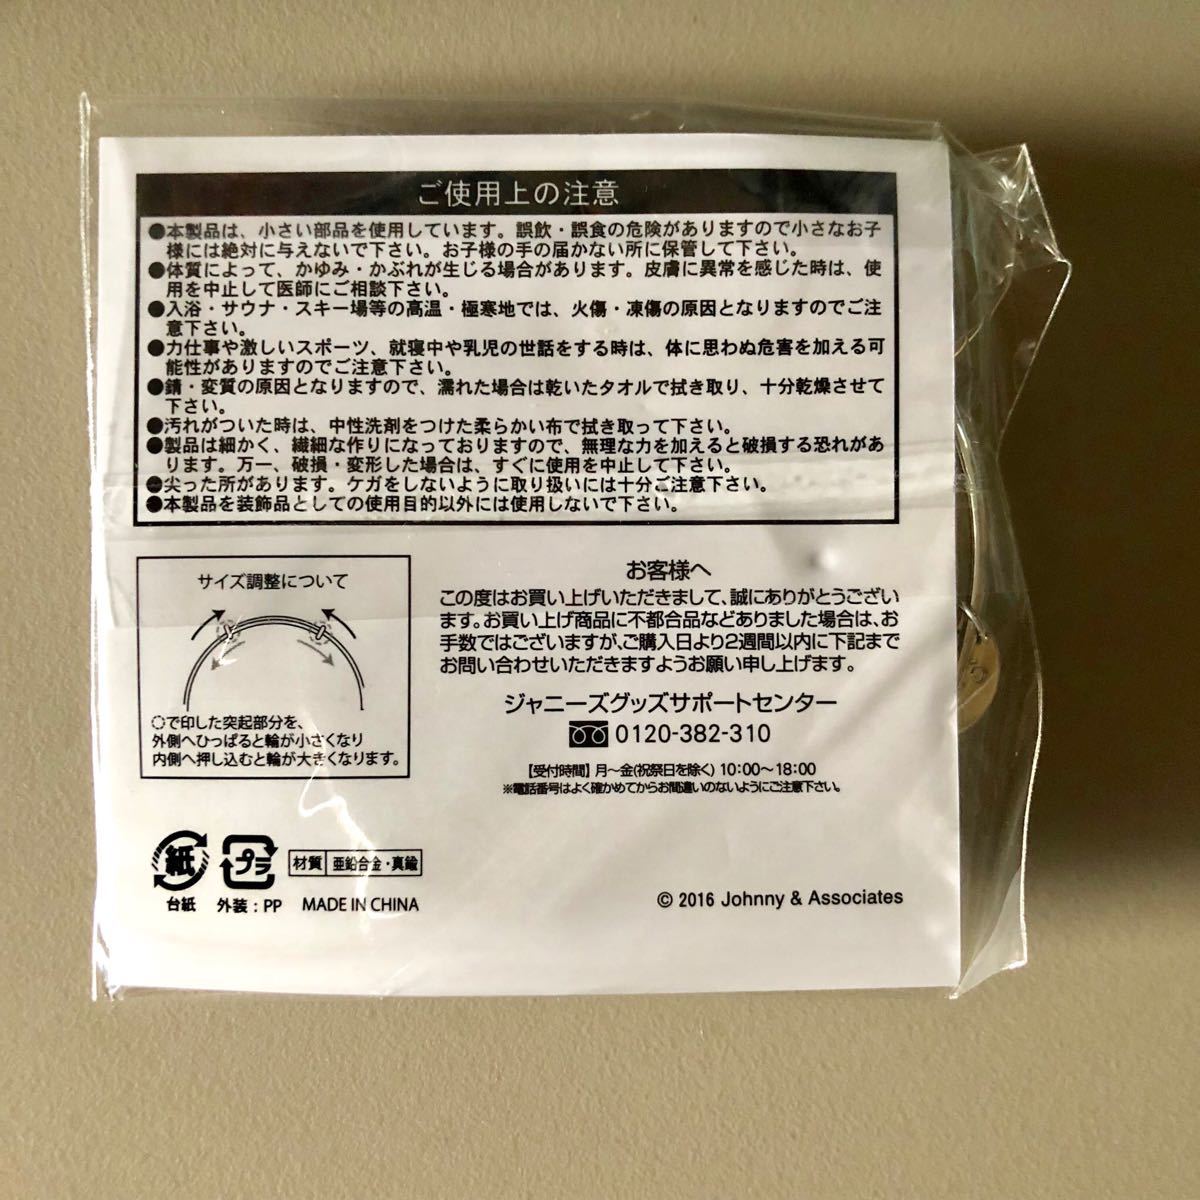 ご使用上の注意
●本製品は、小さい部品を使用しています。誤飲・誤食の危険がありますので小さなお子
様には絶対に与えないで下さい。お子様の手の届かない所に保管して下さい。
●体質によって、かゆみ・かぶれが生じる場合があります。皮膚に異常を感じた時は、使
用を中止して医師にご相談下さい。
●入浴・サウナ・スキー場等の高温・極寒地では、火傷・凍傷の原因となりますのでご注
意下さい。
●力仕事や激しいスポーツ、就寝中や乳児の世話をする時は、体に思わぬ危害を加える可
能性がありますのでご注意下さい。
●錆・変質の原因となりますので、濡れた場合は乾いたタオルで拭き取り、十分乾燥させて
下さい。
●汚れがついた時は、中性洗剤をつけた柔らかい布で拭き取って下さい。
●製品は細かく、繊細な作りになっておりますので、無理な力を加えると破損する恐れがあ
ります。万一、破損・変形した場合は、すぐに使用を中止して下さい。
●尖った所があります。ケガをしないように取り扱いには十分ご注意下さい。
●本製品を装飾品としての使用目的以外には使用しないで下さい。
サイズ調整について
◌で印した突起部分を、
外側へひっぱると輪が小さくなり
内側へ押し込むと輪が大きくなります。
お客様へ
この度はお買い上げいただきまして、誠にありがとうござい
ます。お買い上げ商品に不都合品などありました場合は、お
手数ではございますが、ご購入日より2週間以内に下記まで
お問い合わせいただきますようお願い申し上げます。
ジャニーズグッズサポートセンター
0120-382-310
【受付時間】月〜金(祝祭日を除く) 10:00〜18:00
※電話番号はよく確かめてからお間違いのないようにご注意下さい。
紙 プラ 材質 亜鉛合金・真鍮
台紙 外装:PP MADE IN CHINA
© 2016 Johnny & Associates